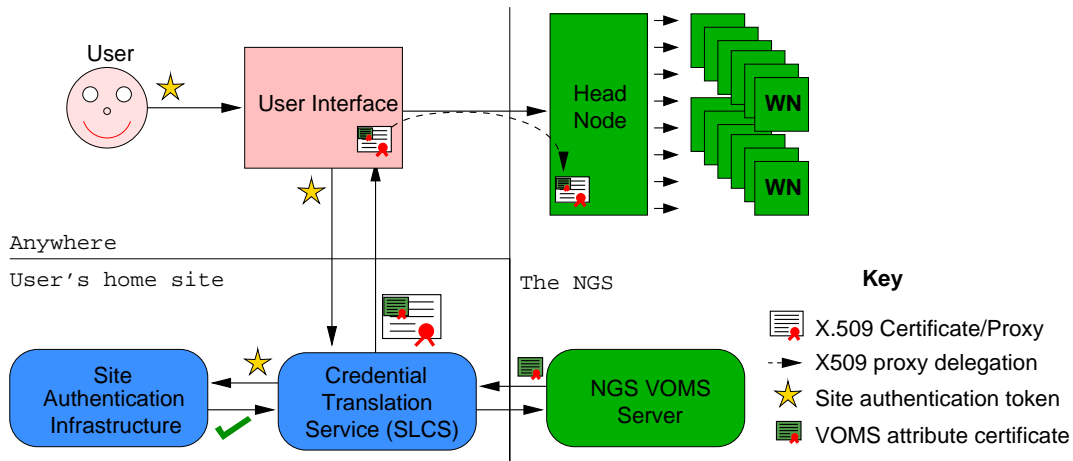 User
User Interface
Head
Node
WN
WN
Anywhere
User's home site
The NGS
Key
X.509 Certificate/Proxy
X509 proxy delegation
Site authentication token
VOMS attribute certificate
Site
Authentication
Infrastructure
Credential
Translation
Service (SLCS)
NGS VOMS
Server